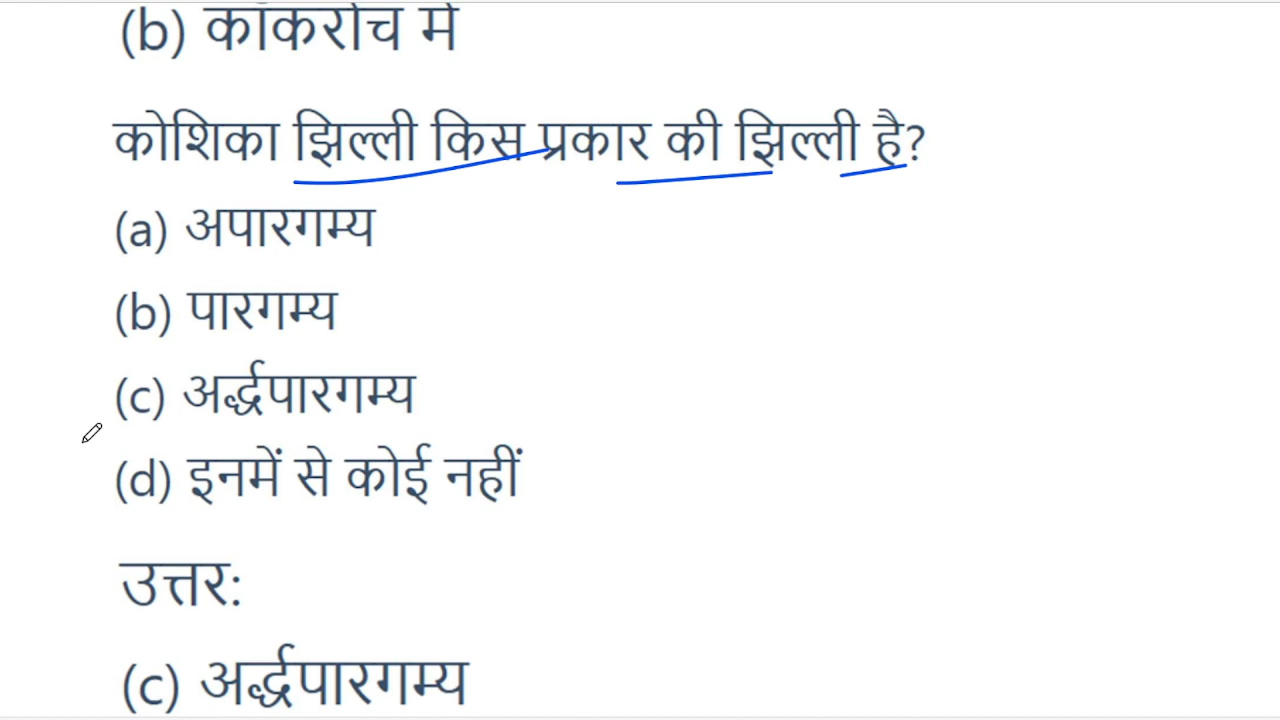 (b) कॉकरोच में
कोशिका झिल्ली किस प्रकार की झिल्ली है?
(a) अपारगम्य
(b) पारगम्य
(c) अर्द्धपारगम्य
(d) इनमें से कोई नहीं
उत्तर:
(c) अर्द्धपारगम्य